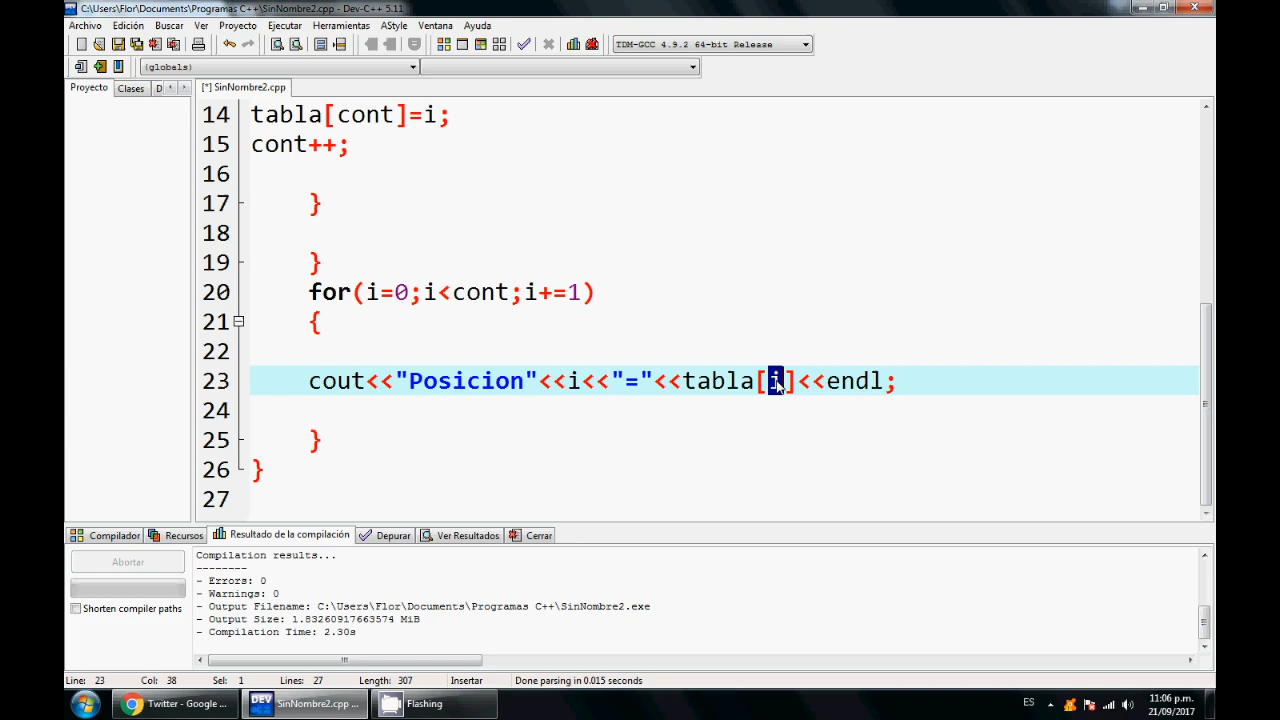 C:\Users\Flor\Documents\Programas C++\SinNombre2.cpp - Dev-C++ 5.11
Archivo Edición Buscar Ver Proyecto Ejecutar Herramientas AStyle Ventana Ayuda
TDM-GCC 4.9.2 64-bit Release
(globals)
Proyecto Clases D
[*] SinNombre2.cpp
14 tabla[cont]=i;
15 cont++;
16
17 }
18
19 }
20 for(i=0;i<cont;i+=1)
21 {
22
23 cout<<"Posicion"<<i<<"="<<tabla[i]<<endl;
24
25 }
26 }
27
Compilador Recursos Resultado de la compilación Depurar Ver Resultados Cerrar
Abortar
Shorten compiler paths
Compilation results...
--------
- Errors: 0
- Warnings: 0
- Output Filename: C:\Users\Flor\Documents\Programas C++\SinNombre2.exe
- Output Size: 1.83260917663574 MiB
- Compilation Time: 2.30s
Line: 23 Col: 38 Sel: 1 Lines: 27 Length: 307 Insertar Done parsing in 0.015 seconds
Twitter - Google ... DEV SinNombre2.cpp ... Flashing ES 11:06 p.m.
21/09/2017